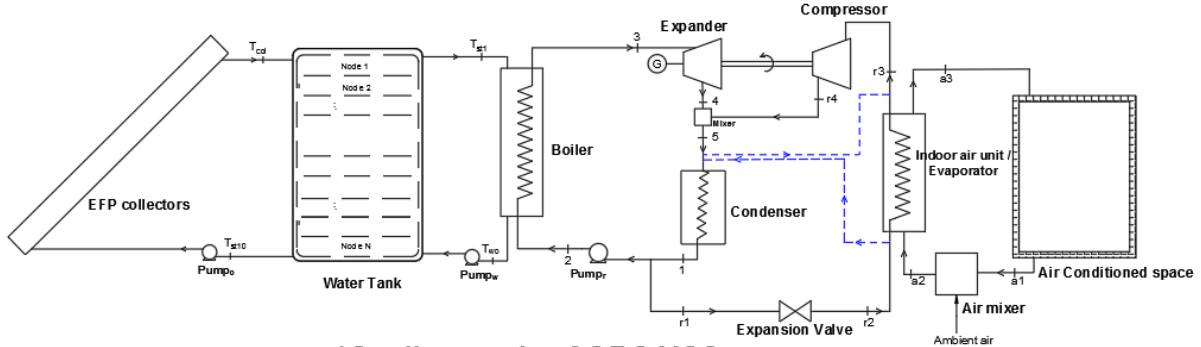 Compressor
Expander
T_col
T_st1
3
G
r3
a3
Node 1
Node 2
4
r4
Mixer
5
Boiler
Indoor air unit /
Evaporator
EFP collectors
Condenser
T_st10
Node N
T_wo
2
1
a2
a1
Pump_o
Pump_w
Pump_r
Air Conditioned space
Water Tank
Air mixer
r1
r2
Expansion Valve
Ambient air